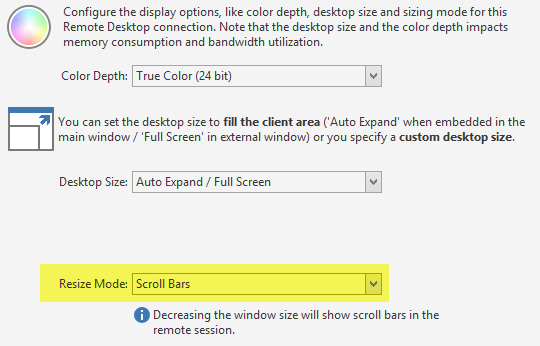 Configure the display options, like color depth, desktop size and sizing mode for this
Remote Desktop connection. Note that the desktop size and the color depth impacts
memory consumption and bandwidth utilization.
Color Depth: True Color (24 bit)
You can set the desktop size to fill the client area ('Auto Expand' when embedded in the
main window / 'Full Screen' in external window) or you specify a custom desktop size.
Desktop Size: Auto Expand / Full Screen
Resize Mode: Scroll Bars
Decreasing the window size will show scroll bars in the
remote session.